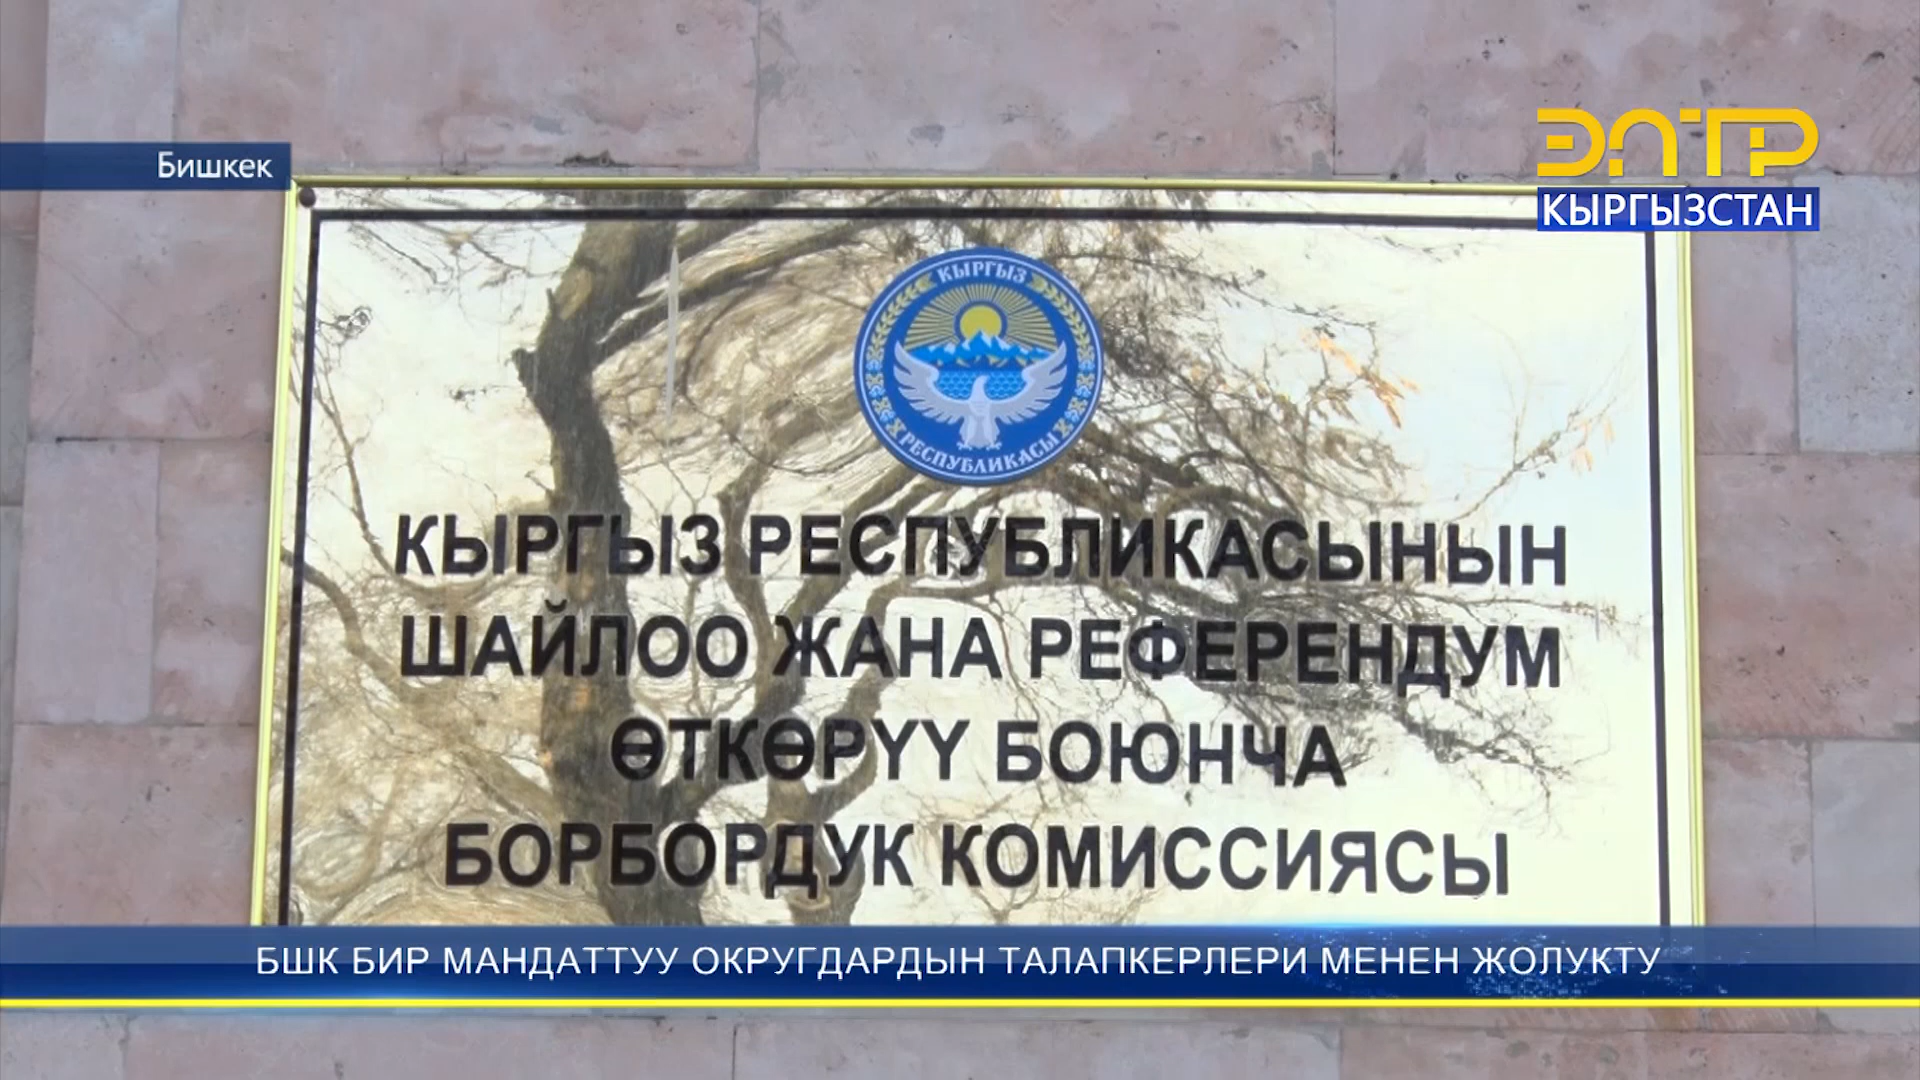 Бишкек
ЭЛТР
КЫРГЫЗСТАН
КЫРГЫЗ
РЕСПУБЛИКАСЫ
КЫРГЫЗ РЕСПУБЛИКАСЫНЫН
ШАЙЛОО ЖАНА РЕФЕРЕНДУМ
ӨТКӨРҮҮ БОЮНЧА
БОРБОРДУК КОМИССИЯСЫ
БШК БИР МАНДАТТУУ ОКРУГДАРДЫН ТАЛАПКЕРЛЕРИ МЕНЕН ЖОЛУКТУ